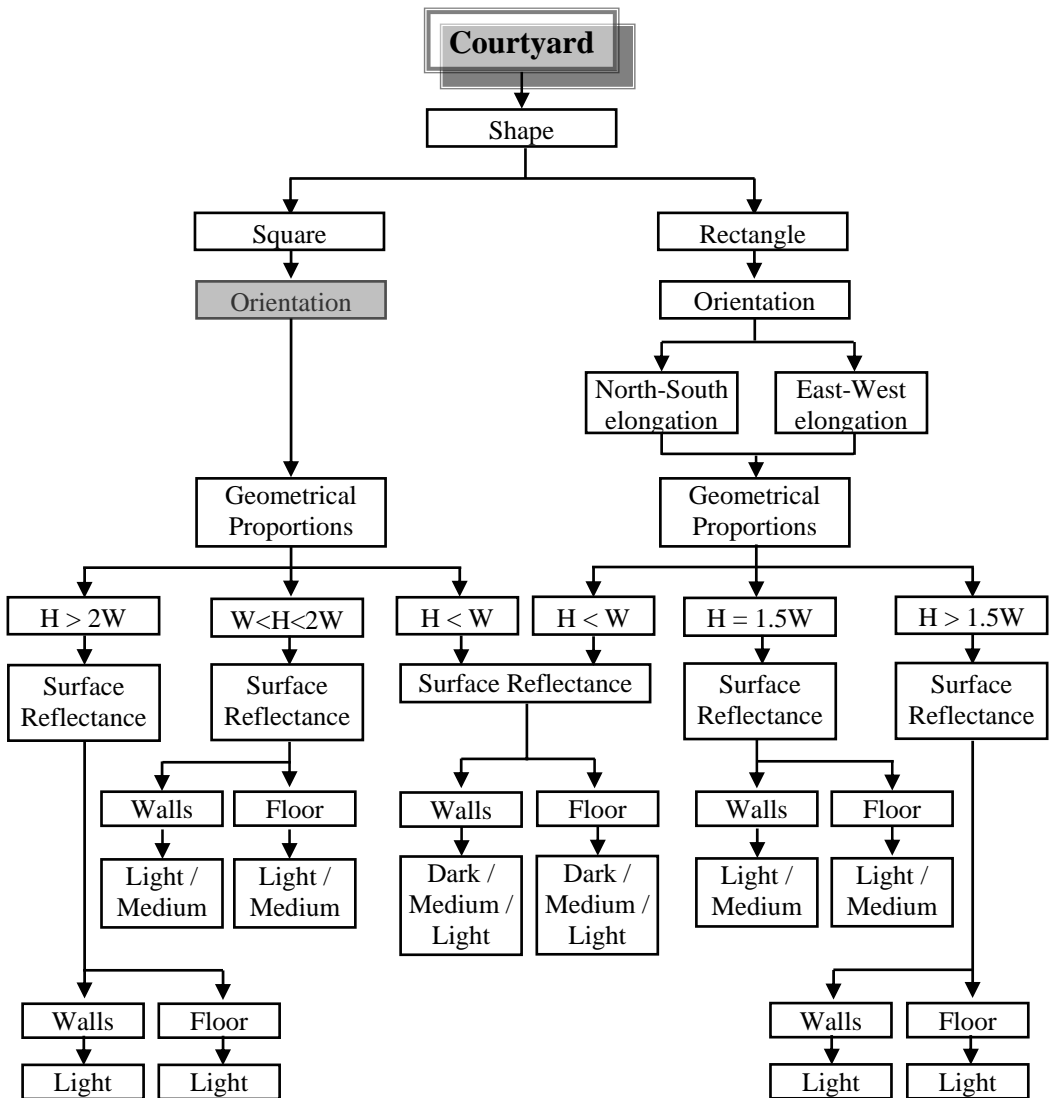 Courtyard
Shape
Square
Rectangle
Orientation
Orientation
North-South
elongation
East-West
elongation
Geometrical
Proportions
Geometrical
Proportions
H > 2W
W<H<2W
H < W
H < W
H = 1.5W
H > 1.5W
Surface
Reflectance
Surface
Reflectance
Surface Reflectance
Surface
Reflectance
Surface
Reflectance
Walls
Floor
Walls
Floor
Walls
Floor
Light /
Medium
Light /
Medium
Dark /
Medium /
Light
Dark /
Medium /
Light
Light /
Medium
Light /
Medium
Walls
Floor
Walls
Floor
Light
Light
Light
Light